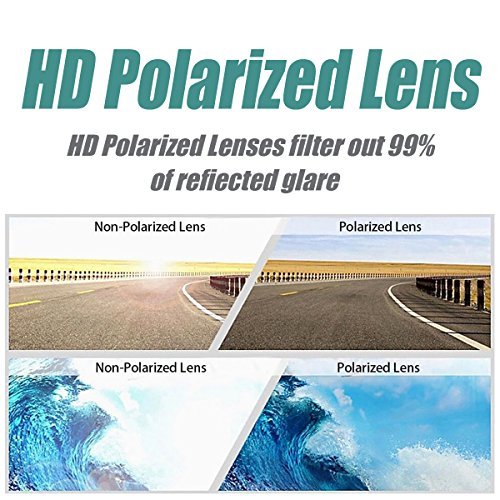 HD Polarized Lens
HD Polarized Lenses filter out 99%
of refiected glare
Non-Polarized Lens
Polarized Lens
Non-Polarized Lens
Polarized Lens